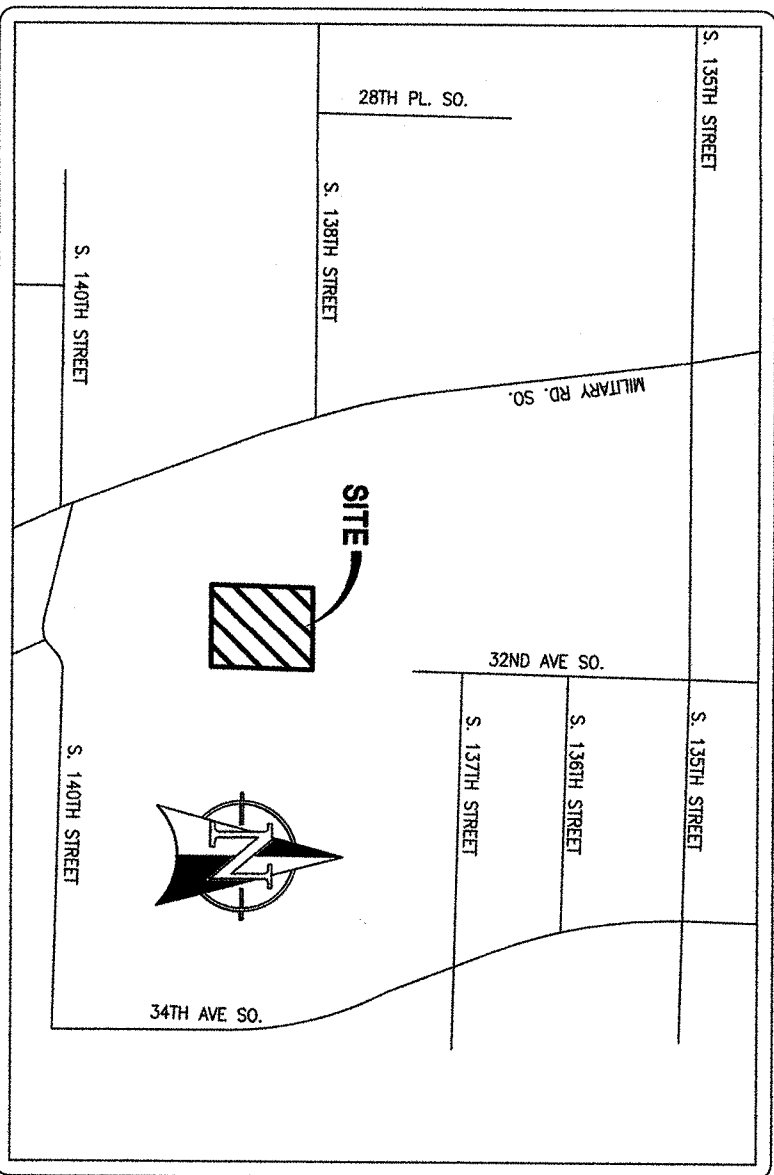 S. 135TH STREET
S. 135TH STREET
MILITARY RD. SO.
32ND AVE SO.
S. 136TH STREET
28TH PL. SO.
S. 137TH STREET
SITE
S. 138TH STREET
N
34TH AVE SO.
S. 140TH STREET
S. 140TH STREET